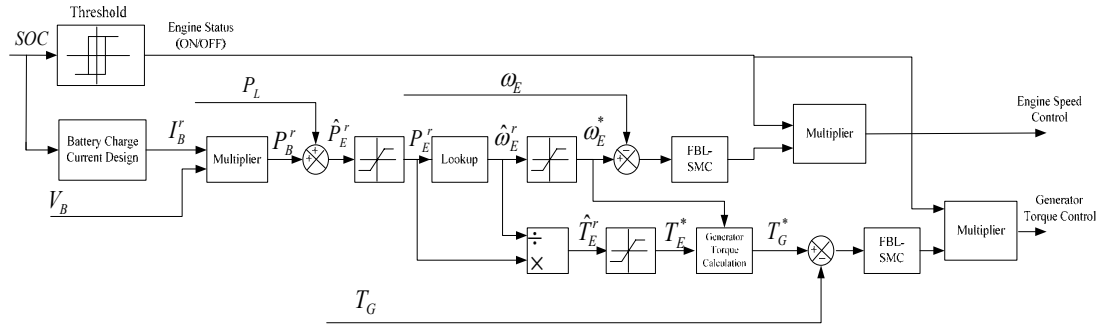 Threshold
SOC
Engine Status
(ON/OFF)
P_L
ω_E
Engine Speed
Control
Battery Charge
Current Design
I_B^r
Multiplier
P_B^r
+
+
P̂_E^r
P_E^r
Lookup
ω̂_E^r
ω_E^*
+
−
FBL-
SMC
Multiplier
V_B
Generator
Torque Control
÷
×
T̂_E^r
T_E^*
Generator
Torque
Calculation
T_G^*
+
−
FBL-
SMC
Multiplier
T_G